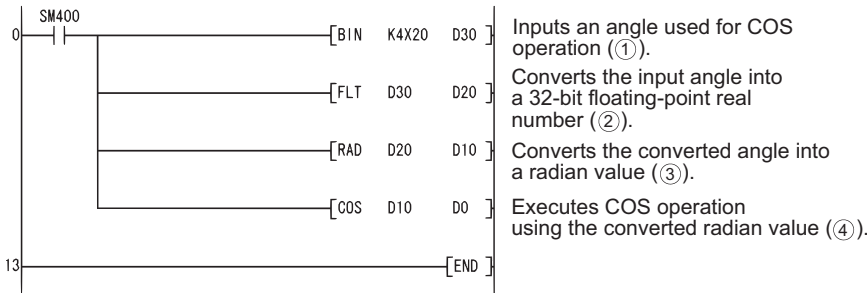 SM400
0
[BIN K4X20 D30]
Inputs an angle used for COS
operation (①).
[FLT D30 D20]
Converts the input angle into
a 32-bit floating-point real
number (②).
[RAD D20 D10]
Converts the converted angle into
a radian value (③).
[COS D10 D0]
Executes COS operation
using the converted radian value (④).
13
[END]